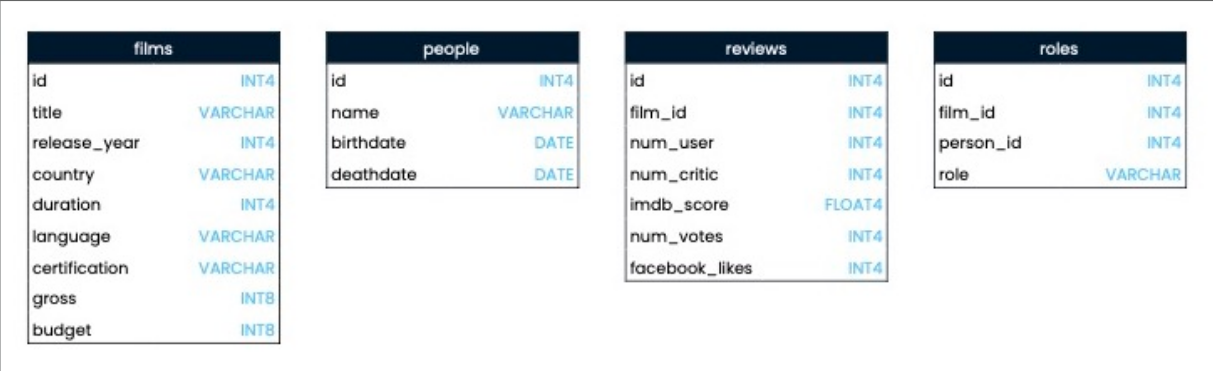 films
id INT4
title VARCHAR
release_year INT4
country VARCHAR
duration INT4
language VARCHAR
certification VARCHAR
gross INT8
budget INT8
people
id INT4
name VARCHAR
birthdate DATE
deathdate DATE
reviews
id INT4
film_id INT4
num_user INT4
num_critic INT4
imdb_score FLOAT4
num_votes INT4
facebook_likes INT4
roles
id INT4
film_id INT4
person_id INT4
role VARCHAR